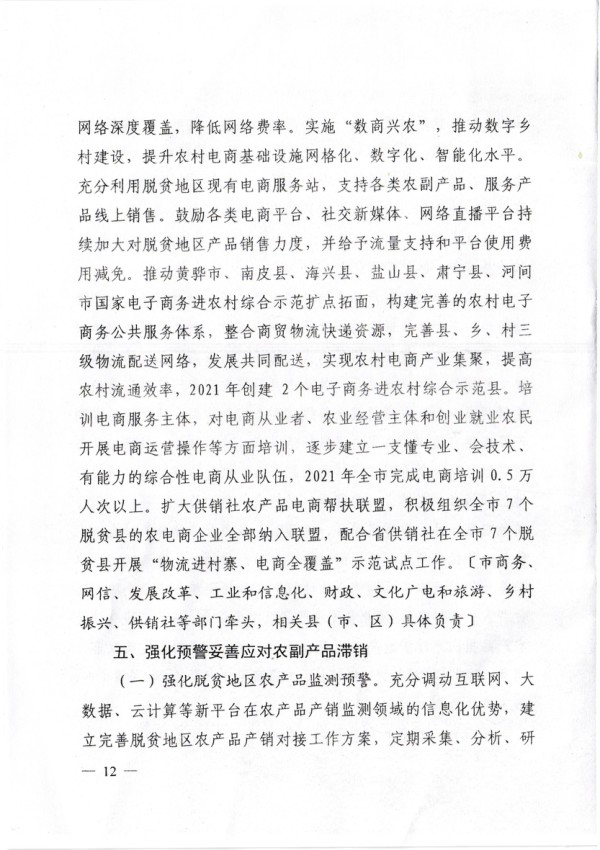 网络深度覆盖，降低网络费率。实施“数商兴农”，推动数字乡
村建设，提升农村电商基础设施网格化、数字化、智能化水平。
充分利用脱贫地区现有电商服务站，支持各类农副产品、服务产
品线上销售。鼓励各类电商平台、社交新媒体、网络直播平台持
续加大对脱贫地区产品销售力度，并给予流量支持和平台使用费
用减免。推动黄骅市、南皮县、海兴县、盐山县、肃宁县、河间
市国家电子商务进农村综合示范扩点拓面，构建完善的农村电子
商务公共服务体系，整合商贸物流快递资源，完善县、乡、村三
级物流配送网络，发展共同配送，实现农村电商产业集聚，提高
农村流通效率，2021年创建 2个电子商务进农村综合示范县。培
训电商服务主体，对电商从业者、农业经营主体和创业就业农民
开展电商运营操作等方面培训，逐步建立一支懂专业、会技术、
有能力的综合性电商从业队伍，2021年全市完成电商培训0.5万
人次以上。扩大供销社农产品电商帮扶联盟，积极组织全市7个
脱贫县的农电商企业全部纳入联盟，配合省供销社在全市7个脱
贫县开展“物流进村寨、电商全覆盖”示范试点工作。〔市商务、
网信、发展改革、工业和信息化、财政、文化广电和旅游、乡村
振兴、供销社等部门牵头，相关县（市、区）具体负责〕
五、强化预警妥善应对农副产品滞销
（一）强化脱贫地区农产品监测预警。充分调动互联网、大
数据、云计算等新平台在农产品产销监测领域的信息化优势，建
立完善脱贫地区农产品产销对接工作方案，定期采集、分析、研
— 12 —